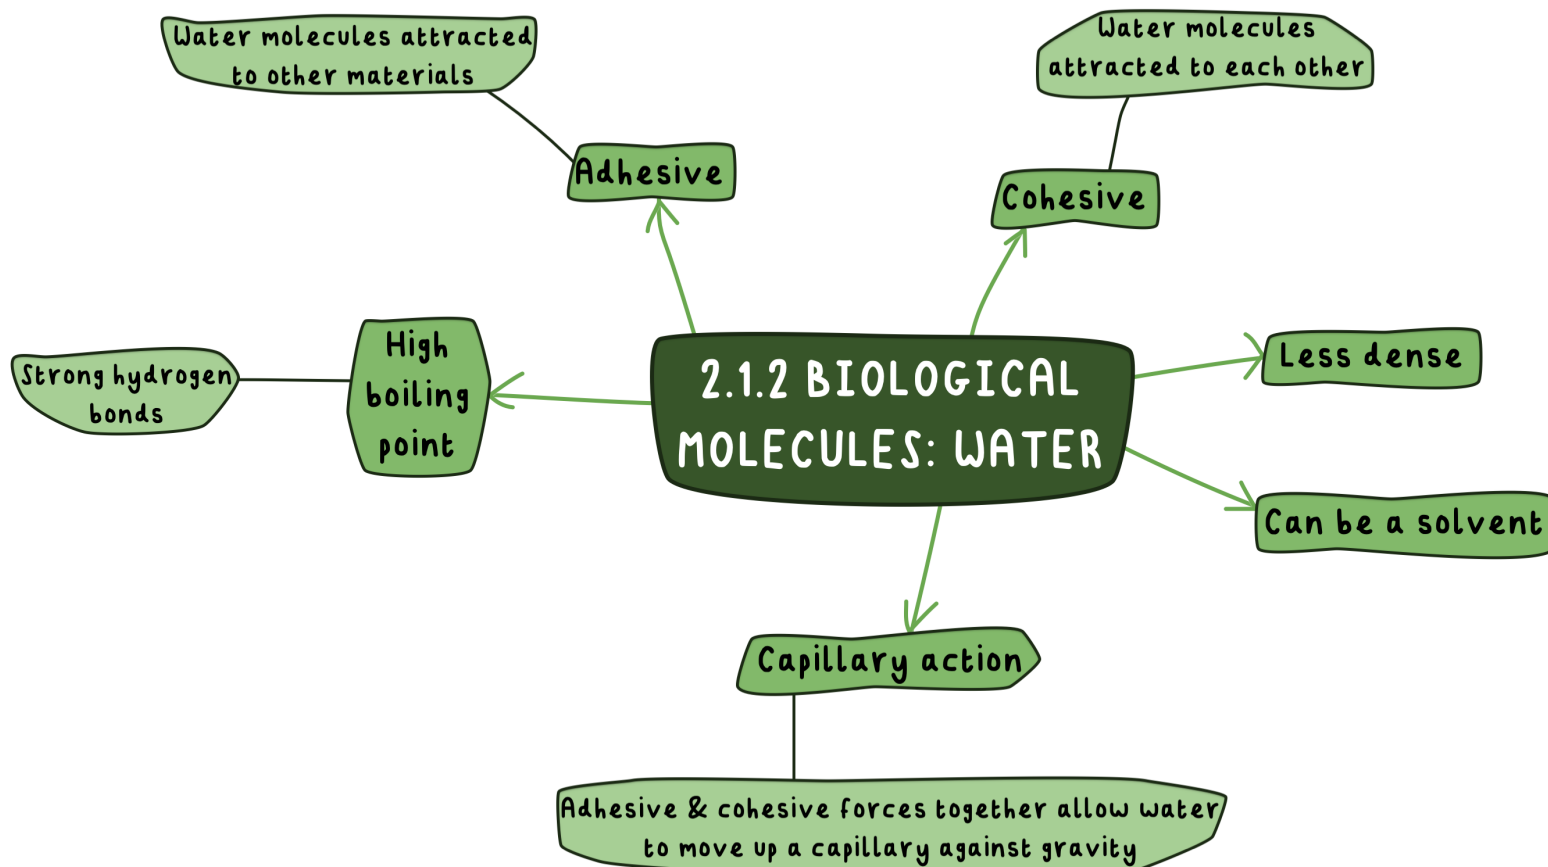 Water molecules attracted
to other materials
Water molecules
attracted to each other
Adhesive
Cohesive
High
boiling
point
Strong hydrogen
bonds
2.1.2 BIOLOGICAL
MOLECULES: WATER
Less dense
Can be a solvent
Capillary action
Adhesive & cohesive forces together allow water
to move up a capillary against gravity